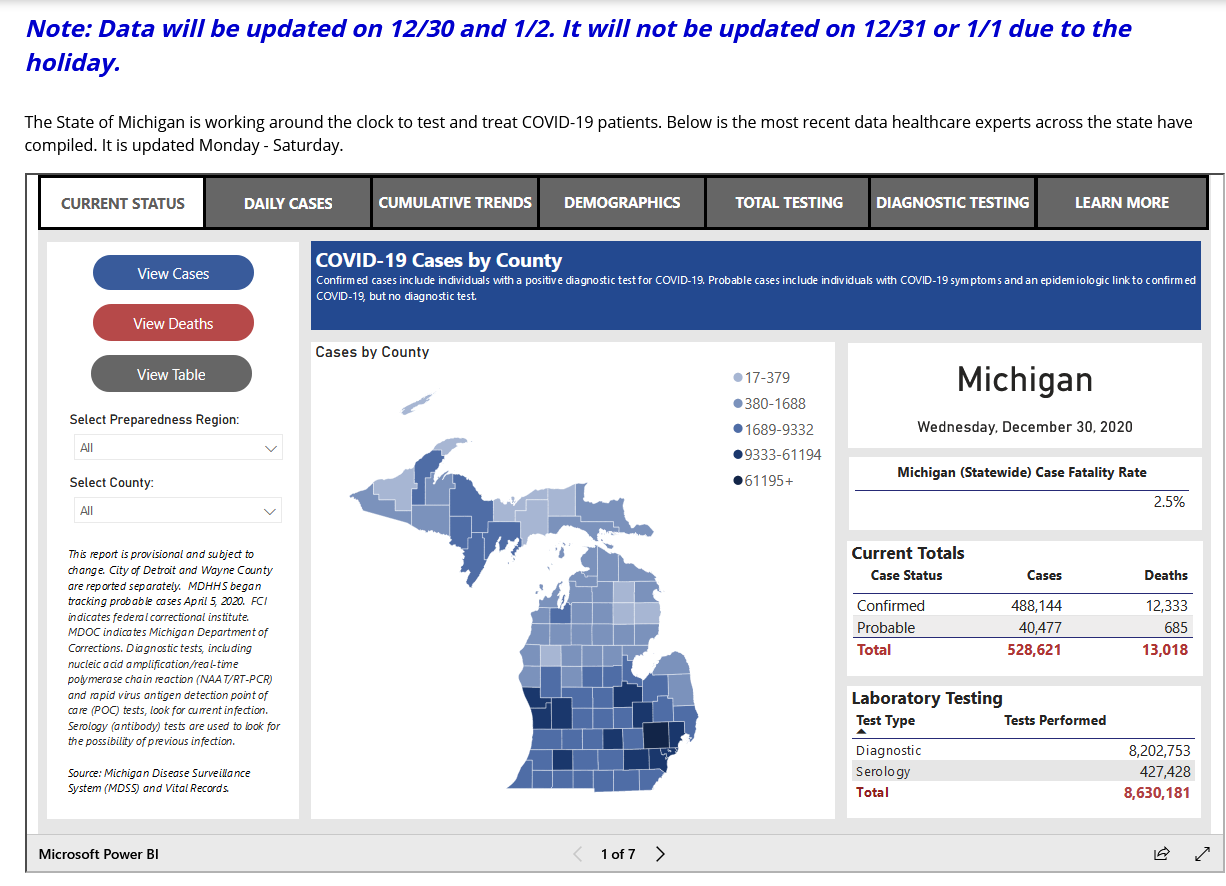 Note: Data will be updated on 12/30 and 1/2. It will not be updated on 12/31 or 1/1 due to the
holiday.
The State of Michigan is working around the clock to test and treat COVID-19 patients. Below is the most recent data healthcare experts across the state have
compiled. It is updated Monday - Saturday.
CURRENT STATUS DAILY CASES CUMULATIVE TRENDS DEMOGRAPHICS TOTAL TESTING DIAGNOSTIC TESTING LEARN MORE
View Cases
View Deaths
View Table
Select Preparedness Region:
All
Select County:
All
This report is provisional and subject to
change. City of Detroit and Wayne County
are reported separately. MDHHS began
tracking probable cases April 5, 2020. FCI
indicates federal correctional institute.
MDOC indicates Michigan Department of
Corrections. Diagnostic tests, including
nucleic acid amplification/real-time
polymerase chain reaction (NAAT/RT-PCR)
and rapid virus antigen detection point of
care (POC) tests, look for current infection.
Serology (antibody) tests are used to look for
the possibility of previous infection.
Source: Michigan Disease Surveillance
System (MDSS) and Vital Records.
COVID-19 Cases by County
Confirmed cases include individuals with a positive diagnostic test for COVID-19. Probable cases include individuals with COVID-19 symptoms and an epidemiologic link to confirmed
COVID-19, but no diagnostic test.
Cases by County
17-379
380-1688
1689-9332
9333-61194
61195+
Michigan
Wednesday, December 30, 2020
Michigan (Statewide) Case Fatality Rate
2.5%
Current Totals
Case Status Cases Deaths
Confirmed 488,144 12,333
Probable 40,477 685
Total 528,621 13,018
Laboratory Testing
Test Type Tests Performed
Diagnostic 8,202,753
Serology 427,428
Total 8,630,181
Microsoft Power BI 1 of 7